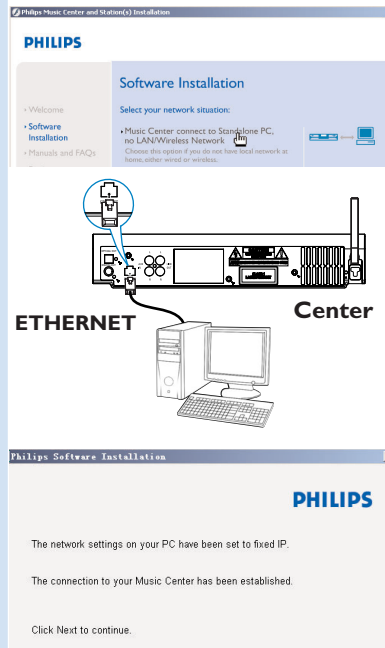 Philips Music Center and Station(s) Installation
PHILIPS
Software Installation
Select your network situation:
• Welcome
• Software
Installation
• Manuals and FAQs
• Music Center connect to Standalone PC,
no LAN/Wireless Network
Choose this option if you do not have local network at
home, either wired or wireless.
ETHERNET
Center
Philips Software Installation
PHILIPS
The network settings on your PC have been set to fixed IP.
The connection to your Music Center has been established.
Click Next to continue.